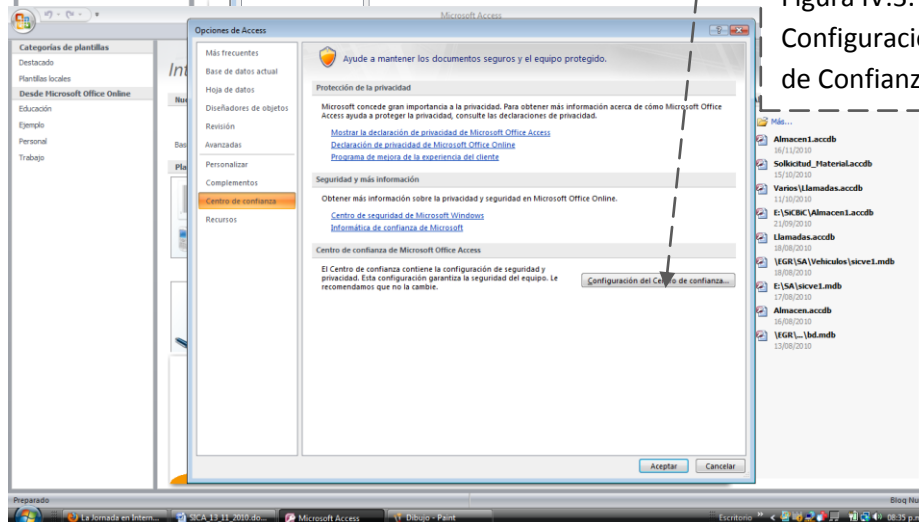 Figura IV.3.
Configuració
de Confianz
Microsoft Access
Opciones de Access
Categorías de plantillas
Destacado
Plantillas locales
Desde Microsoft Office Online
Educación
Ejemplo
Personal
Trabajo
Int
Bas
Pla
Más frecuentes
Base de datos actual
Hoja de datos
Diseñadores de objetos
Revisión
Avanzadas
Personalizar
Complementos
Centro de confianza
Recursos
Ayude a mantener los documentos seguros y el equipo protegido.
Protección de la privacidad
Microsoft concede gran importancia a la privacidad. Para obtener más información acerca de cómo Microsoft Office
Access ayuda a proteger la privacidad, consulte las declaraciones de privacidad.
Mostrar la declaración de privacidad de Microsoft Office Access
Declaración de privacidad de Microsoft Office Online
Programa de mejora de la experiencia del cliente
Seguridad y más información
Obtener más información sobre la privacidad y seguridad en Microsoft Office Online.
Centro de seguridad de Microsoft Windows
Informática de confianza de Microsoft
Centro de confianza de Microsoft Office Access
El Centro de confianza contiene la configuración de seguridad y
privacidad. Esta configuración garantiza la seguridad del equipo. Le
recomendamos que no la cambie.
Configuración del Centro de confianza...
Aceptar
Cancelar
Más...
Almacen1.accdb
16/11/2010
Solkicitud_Material.accdb
15/10/2010
Varios\Llamadas.accdb
11/10/2010
E:\SiCBiC\Almacen1.accdb
21/09/2010
Llamadas.accdb
18/08/2010
\EGR\SA\Vehiculos\sicve1.mdb
18/08/2010
E:\SA\sicve1.mdb
17/08/2010
Almacen.accdb
16/08/2010
\EGR\...\bd.mdb
13/08/2010
Preparado
Bloq Nu
La Jornada en Intern...
SICA_13_11_2010.do...
Microsoft Access
Dibujo - Paint
Escritorio
08:35 p.m.